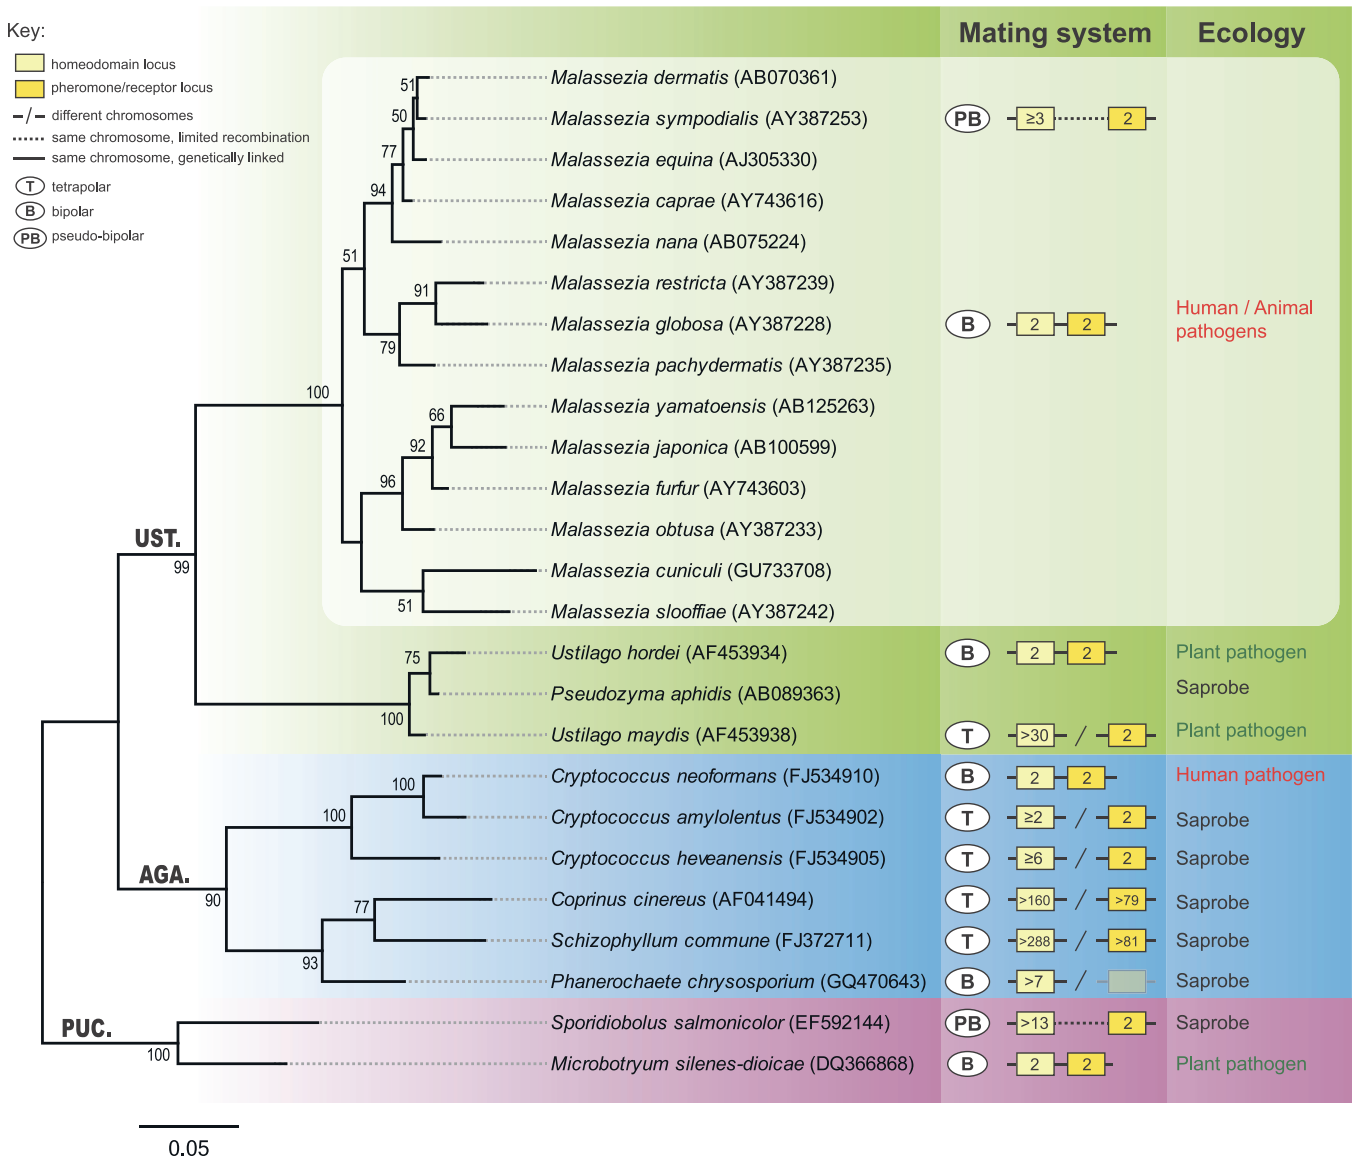 Key:
homeodomain locus
pheromone/receptor locus
different chromosomes
same chromosome, limited recombination
same chromosome, genetically linked
T tetrapolar
B bipolar
PB pseudo-bipolar
Mating system
Ecology
Malassezia dermatis (AB070361)
Malassezia sympodialis (AY387253) PB ≥3 2
Malassezia equina (AJ305330)
Malassezia caprae (AY743616)
Malassezia nana (AB075224)
Malassezia restricta (AY387239)
Malassezia globosa (AY387228) B 2 2
Human / Animal
pathogens
Malassezia pachydermatis (AY387235)
Malassezia yamatoensis (AB125263)
Malassezia japonica (AB100599)
Malassezia furfur (AY743603)
Malassezia obtusa (AY387233)
Malassezia cuniculi (GU733708)
Malassezia slooffiae (AY387242)
Ustilago hordei (AF453934) B 2 2 Plant pathogen
Pseudozyma aphidis (AB089363) Saprobe
Ustilago maydis (AF453938) T >30 / 2 Plant pathogen
Cryptococcus neoformans (FJ534910) B 2 2 Human pathogen
Cryptococcus amylolentus (FJ534902) T ≥2 / 2 Saprobe
Cryptococcus heveanensis (FJ534905) T ≥6 / 2 Saprobe
Coprinus cinereus (AF041494) T >160 / >79 Saprobe
Schizophyllum commune (FJ372711) T >288 / >81 Saprobe
Phanerochaete chrysosporium (GQ470643) B >7 / Saprobe
Sporidiobolus salmonicolor (EF592144) PB >13 2 Saprobe
Microbotryum silenes-dioicae (DQ366868) B 2 2 Plant pathogen
51
50
77
94
51
91
79
100
66
92
96
51
UST.
99
75
100
100
100
AGA.
90
77
93
PUC.
100
0.05